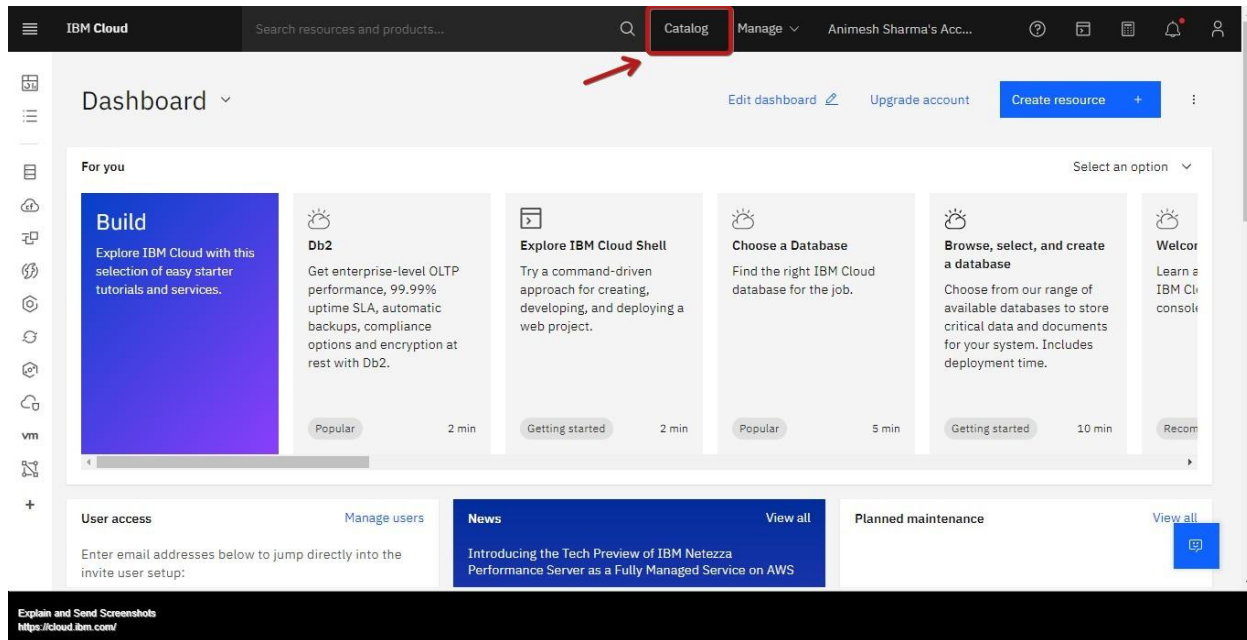 IBM Cloud
Search resources and products...
Catalog
Manage
Animesh Sharma's Acc...
Dashboard
Edit dashboard
Upgrade account
Create resource +
For you
Select an option
Build
Explore IBM Cloud with this
selection of easy starter
tutorials and services.
Db2
Get enterprise-level OLTP
performance, 99.99%
uptime SLA, automatic
backups, compliance
options and encryption at
rest with Db2.
Popular
2 min
Explore IBM Cloud Shell
Try a command-driven
approach for creating,
developing, and deploying a
web project.
Getting started
2 min
Choose a Database
Find the right IBM Cloud
database for the job.
Popular
5 min
Browse, select, and create
a database
Choose from our range of
available databases to store
critical data and documents
for your system. Includes
deployment time.
Getting started
10 min
Welcor
Learn a
IBM Cl
console
Recom
cf
vm
+
User access
Manage users
Enter email addresses below to jump directly into the
invite user setup:
News
View all
Introducing the Tech Preview of IBM Netezza
Performance Server as a Fully Managed Service on AWS
Planned maintenance
View all
Explain and Send Screenshots
https://cloud.ibm.com/